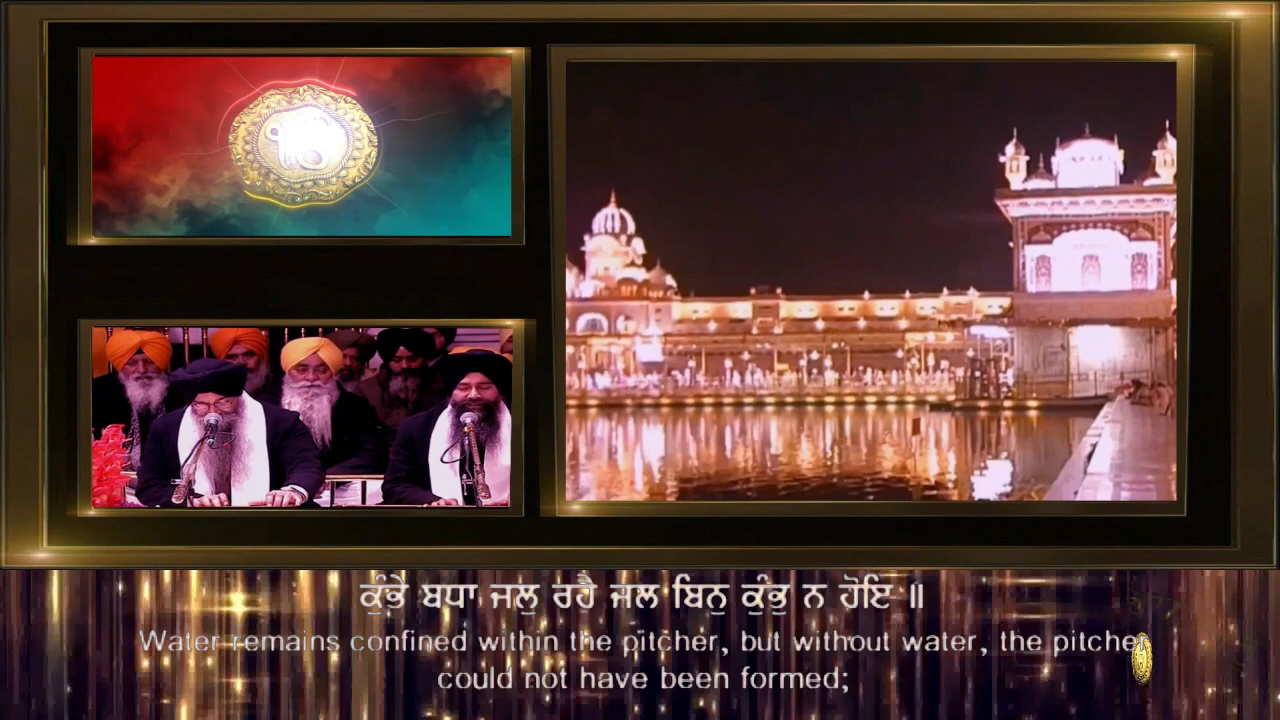 ੴ
ਕੁੰਭੇ ਬਧਾ ਜਲੁ ਰਹੈ ਜਲ ਬਿਨੁ ਕੁੰਭੁ ਨ ਹੋਇ ॥
Water remains confined within the pitcher, but without water, the pitcher
could not have been formed;